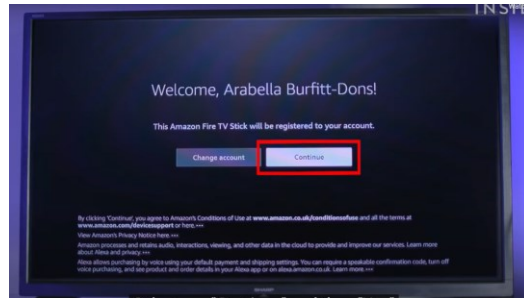 Welcome, Arabella Burfitt-Dons!
This Amazon Fire TV Stick will be registered to your account.
Change account
Continue
By clicking 'Continue', you agree to Amazon's Conditions of Use at www.amazon.co.uk/conditionsofuse and all the terms at
www.amazon.com/devicesupport or here.
View Amazon's Privacy Notice here.
Amazon processes and retains audio, interactions, viewing, and other data in the cloud to provide and improve our services. Learn more
about Alexa and privacy.
Alexa allows purchasing by voice using your default payment and shipping settings. You can require a speakable confirmation code, turn off
voice purchasing, and see product and order details in your Alexa app or on alexa.amazon.co.uk. Learn more.
SHARP